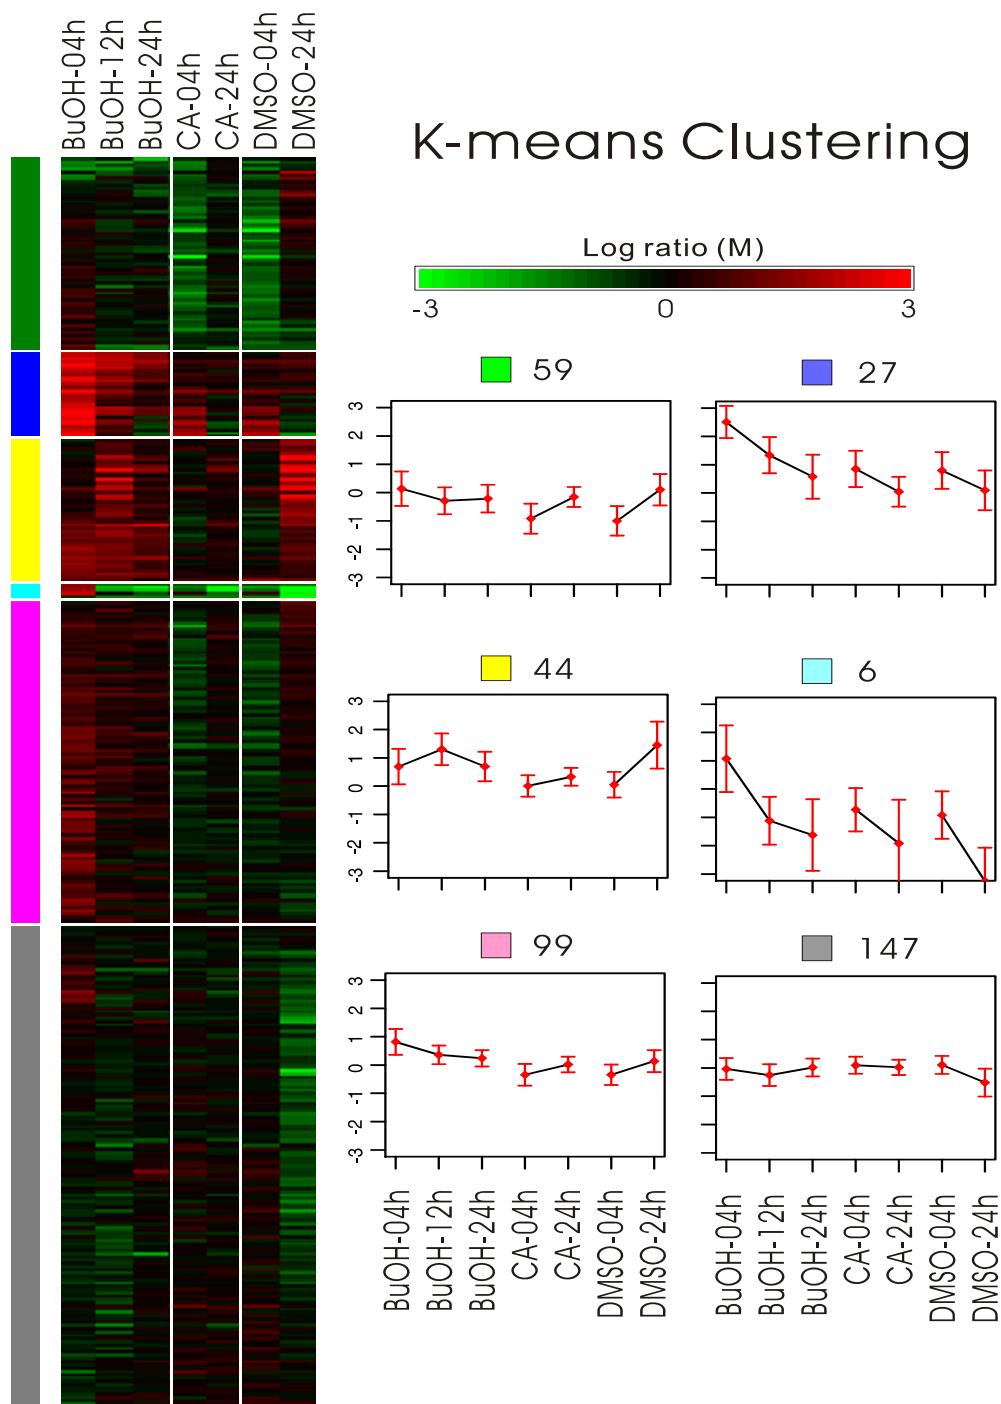 BuOH-04h
BuOH-12h
BuOH-24h
CA-04h
CA-24h
DMSO-04h
DMSO-24h
K-means Clustering
Log ratio (M)
-3 0 3
59
3
2
1
0
-1
-2
-3
27
44
3
2
1
0
-1
-2
-3
6
99
3
2
1
0
-1
-2
-3
147
BuOH-04h
BuOH-12h
BuOH-24h
CA-04h
CA-24h
DMSO-04h
DMSO-24h
BuOH-04h
BuOH-12h
BuOH-24h
CA-04h
CA-24h
DMSO-04h
DMSO-24h